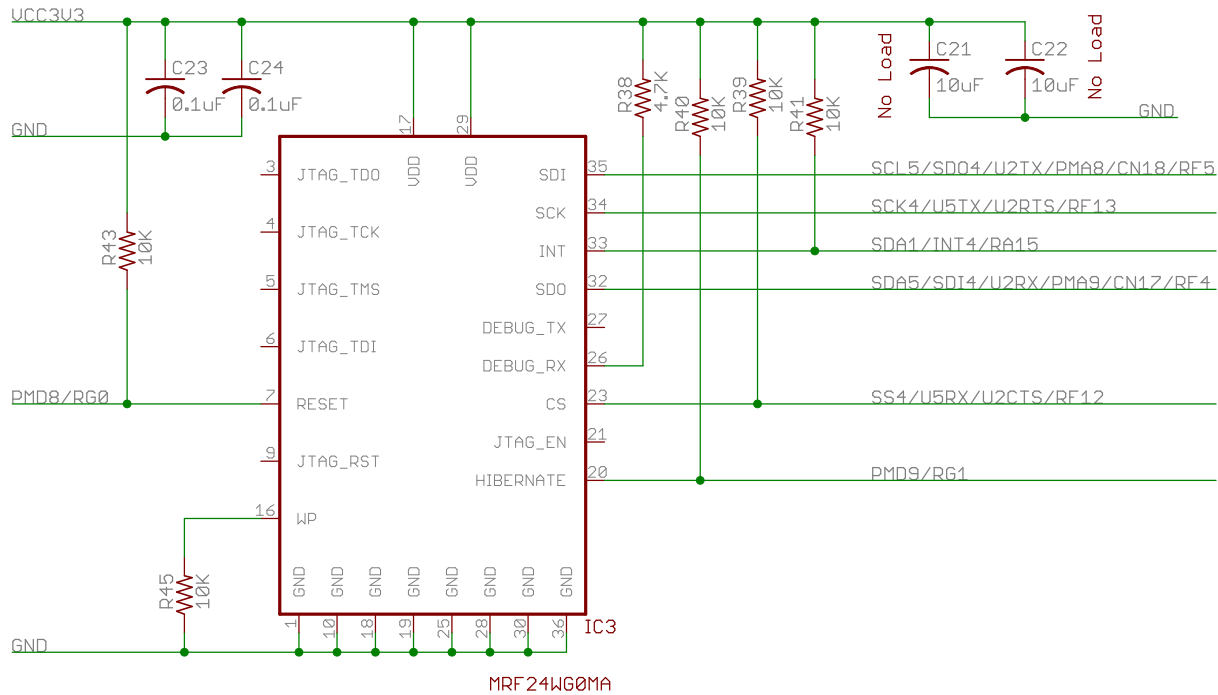 VCC3V3
No Load
No Load
C23
0.1uF
C24
0.1uF
R38
4.7K
R40
10K
R39
10K
R41
10K
C21
10uF
C22
10uF
GND
GND
17
VDD
29
VDD
3 JTAG_TDO
4 JTAG_TCK
5 JTAG_TMS
6 JTAG_TDI
7 RESET
9 JTAG_RST
16 WP
SDI 35
SCK 34
INT 33
SDO 32
DEBUG_TX 27
DEBUG_RX 26
CS 23
JTAG_EN 21
HIBERNATE 20
SCL5/SDO4/U2TX/PMA8/CN18/RF5
SCK4/U5TX/U2RTS/RF13
SDA1/INT4/RA15
SDA5/SDI4/U2RX/PMA9/CN17/RF4
SS4/U5RX/U2CTS/RF12
PMD9/RG1
R43
10K
PMD8/RG0
R45
10K
GND GND GND GND GND GND GND GND
1 10 18 19 25 28 30 36
IC3
GND
MRF24WG0MA